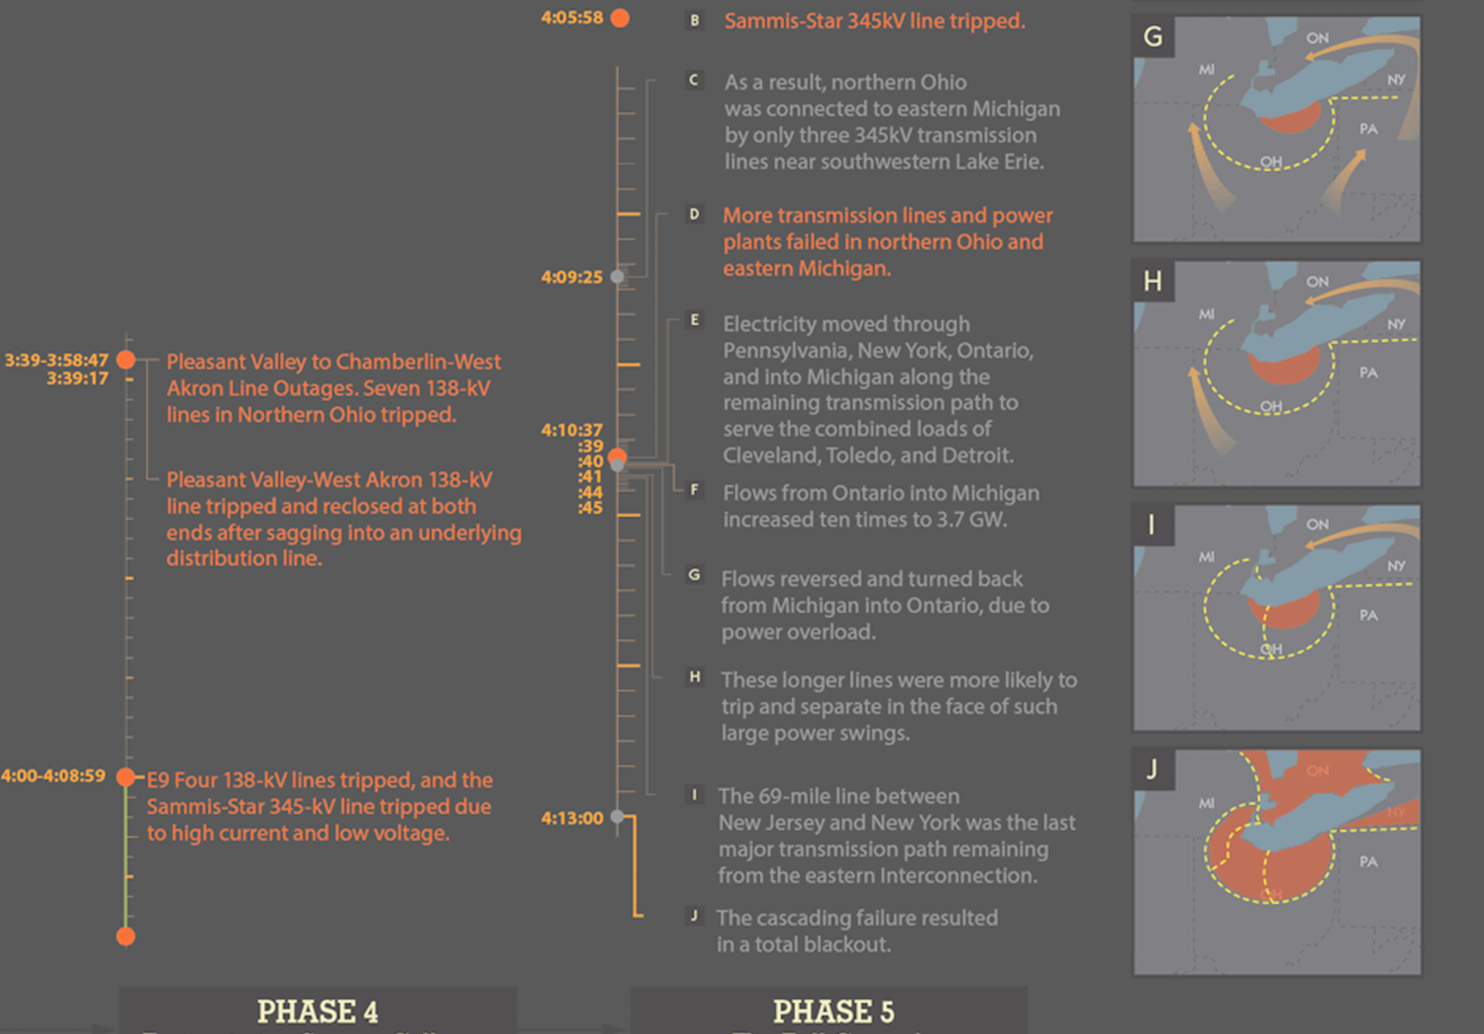 3:39-3:58:47
3:39:17
Pleasant Valley to Chamberlin-West
Akron Line Outages. Seven 138-kV
lines in Northern Ohio tripped.
Pleasant Valley-West Akron 138-kV
line tripped and reclosed at both
ends after sagging into an underlying
distribution line.
4:00-4:08:59
E9 Four 138-kV lines tripped, and the
Sammis-Star 345-kV line tripped due
to high current and low voltage.
PHASE 4
4:05:58
4:09:25
4:10:37
:39
:40
:41
:44
:45
4:13:00
B
Sammis-Star 345kV line tripped.
C
As a result, northern Ohio
was connected to eastern Michigan
by only three 345kV transmission
lines near southwestern Lake Erie.
D
More transmission lines and power
plants failed in northern Ohio and
eastern Michigan.
E
Electricity moved through
Pennsylvania, New York, Ontario,
and into Michigan along the
remaining transmission path to
serve the combined loads of
Cleveland, Toledo, and Detroit.
F
Flows from Ontario into Michigan
increased ten times to 3.7 GW.
G
Flows reversed and turned back
from Michigan into Ontario, due to
power overload.
H
These longer lines were more likely to
trip and separate in the face of such
large power swings.
I
The 69-mile line between
New Jersey and New York was the last
major transmission path remaining
from the eastern Interconnection.
J
The cascading failure resulted
in a total blackout.
PHASE 5
G
ON
MI
NY
PA
OH
H
ON
MI
NY
PA
OH
I
ON
MI
NY
PA
OH
J
ON
MI
NY
PA
OH